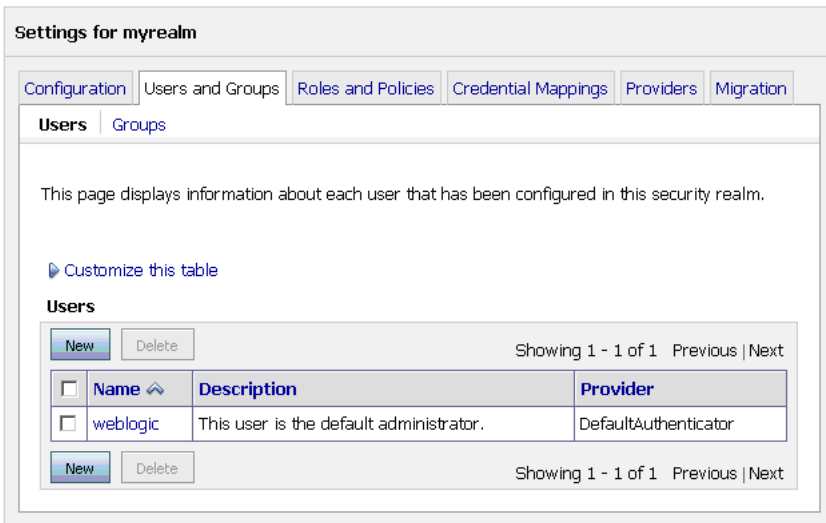 Settings for myrealm
Configuration Users and Groups Roles and Policies Credential Mappings Providers Migration
Users Groups
This page displays information about each user that has been configured in this security realm.
Customize this table
Users
New Delete Showing 1 - 1 of 1 Previous | Next
Name Description Provider
weblogic This user is the default administrator. DefaultAuthenticator
New Delete Showing 1 - 1 of 1 Previous | Next